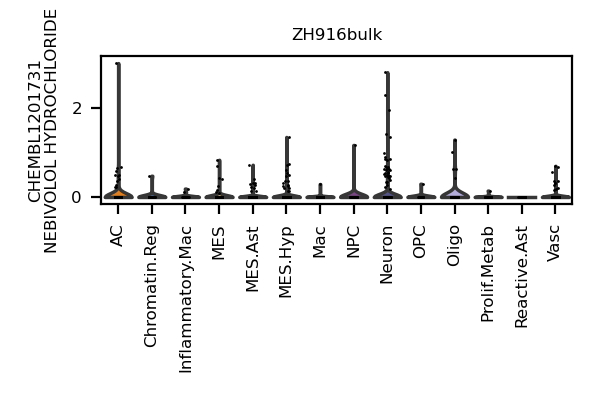 ZH916bulk
CHEMBL1201731
NEBIVOLOL HYDROCHLORIDE
2
0
AC
Chromatin.Reg
Inflammatory.Mac
MES
MES.Ast
MES.Hyp
Mac
NPC
Neuron
OPC
Oligo
Prolif.Metab
Reactive.Ast
Vasc